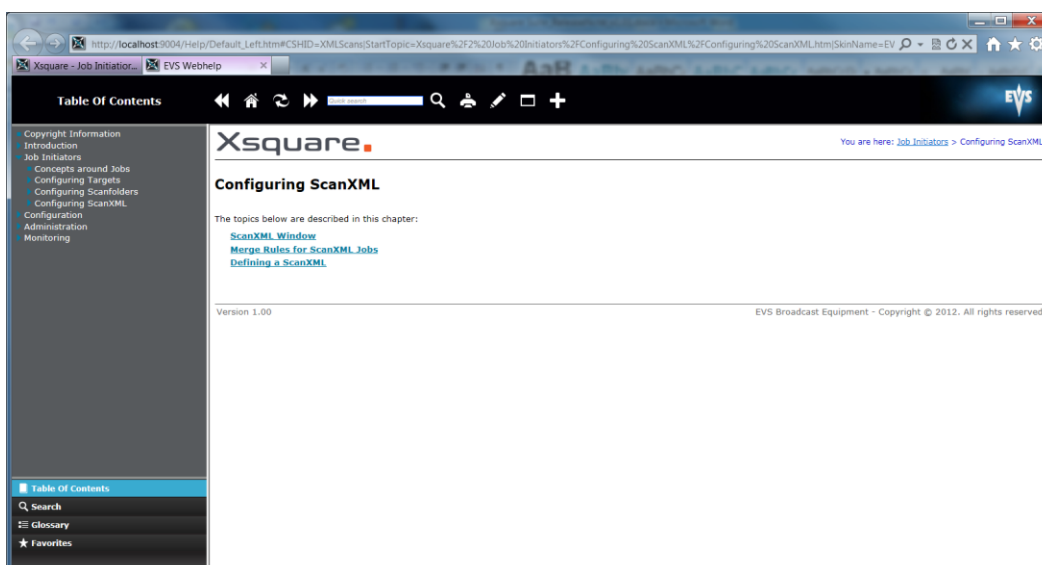 http://localhost:9004/Help/Default_Left.htm#CSHID=XMLScans|StartTopic=Xsquare%2F2%20Job%20Initiators%2FConfiguring%20ScanXML%2FConfiguring%20ScanXML.htm|SkinName=EV
Xsquare - Job Initiatior...
EVS Webhelp
Table Of Contents
Quick search
EVS
Copyright Information
Introduction
Job Initiators
Concepts around Jobs
Configuring Targets
Configuring Scanfolders
Configuring ScanXML
Configuration
Administration
Monitoring
Xsquare.
You are here: Job Initiators > Configuring ScanXML
Configuring ScanXML
The topics below are described in this chapter:
ScanXML Window
Merge Rules for ScanXML Jobs
Defining a ScanXML
Version 1.00
EVS Broadcast Equipment - Copyright © 2012. All rights reserved
Table Of Contents
Search
Glossary
Favorites